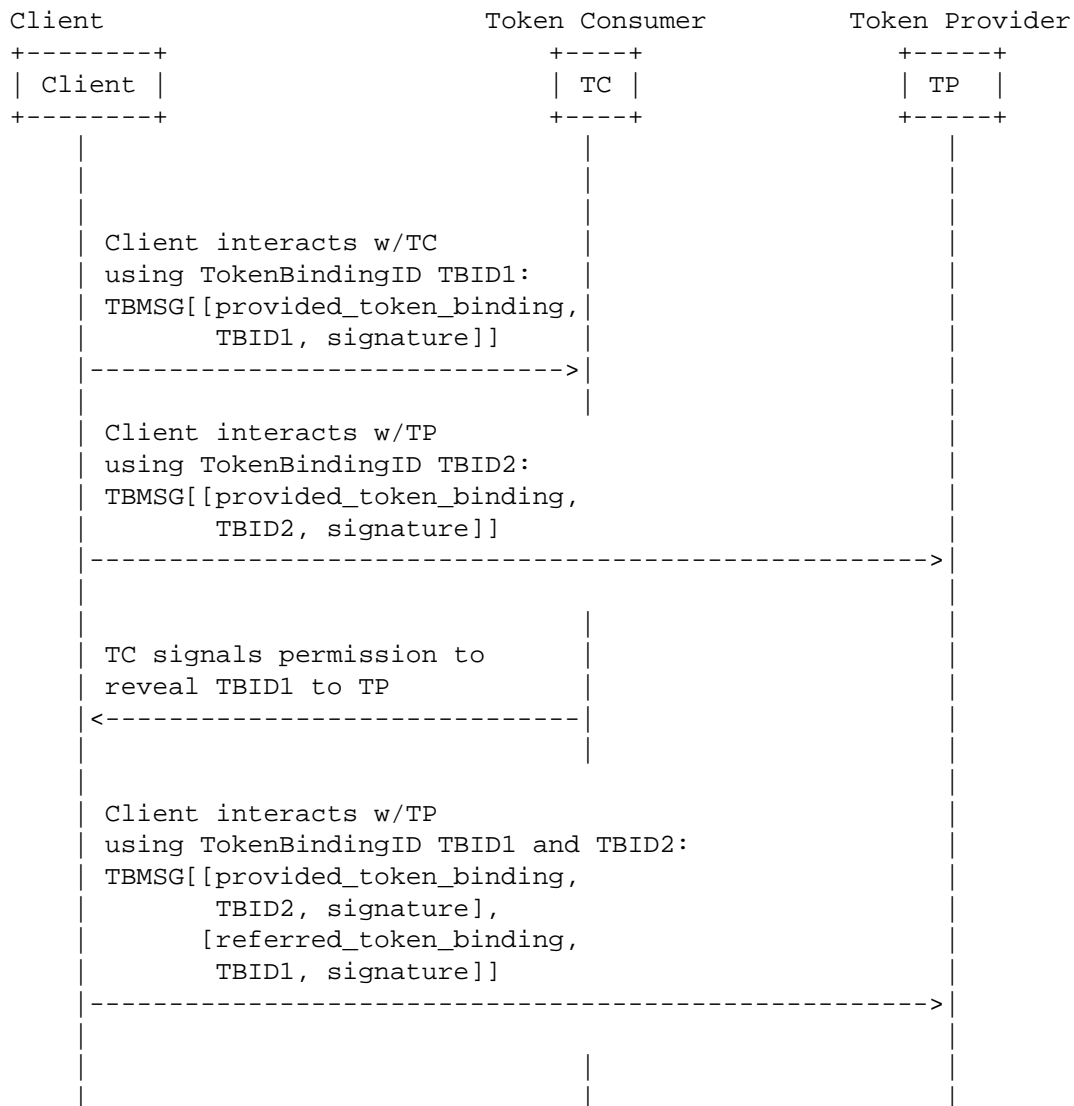 Client Token Consumer Token Provider
Client TC TP
Client interacts w/TC
using TokenBindingID TBID1:
TBMSG[[provided_token_binding,
TBID1, signature]]
Client interacts w/TP
using TokenBindingID TBID2:
TBMSG[[provided_token_binding,
TBID2, signature]]
TC signals permission to
reveal TBID1 to TP
Client interacts w/TP
using TokenBindingID TBID1 and TBID2:
TBMSG[[provided_token_binding,
TBID2, signature],
[referred_token_binding,
TBID1, signature]]